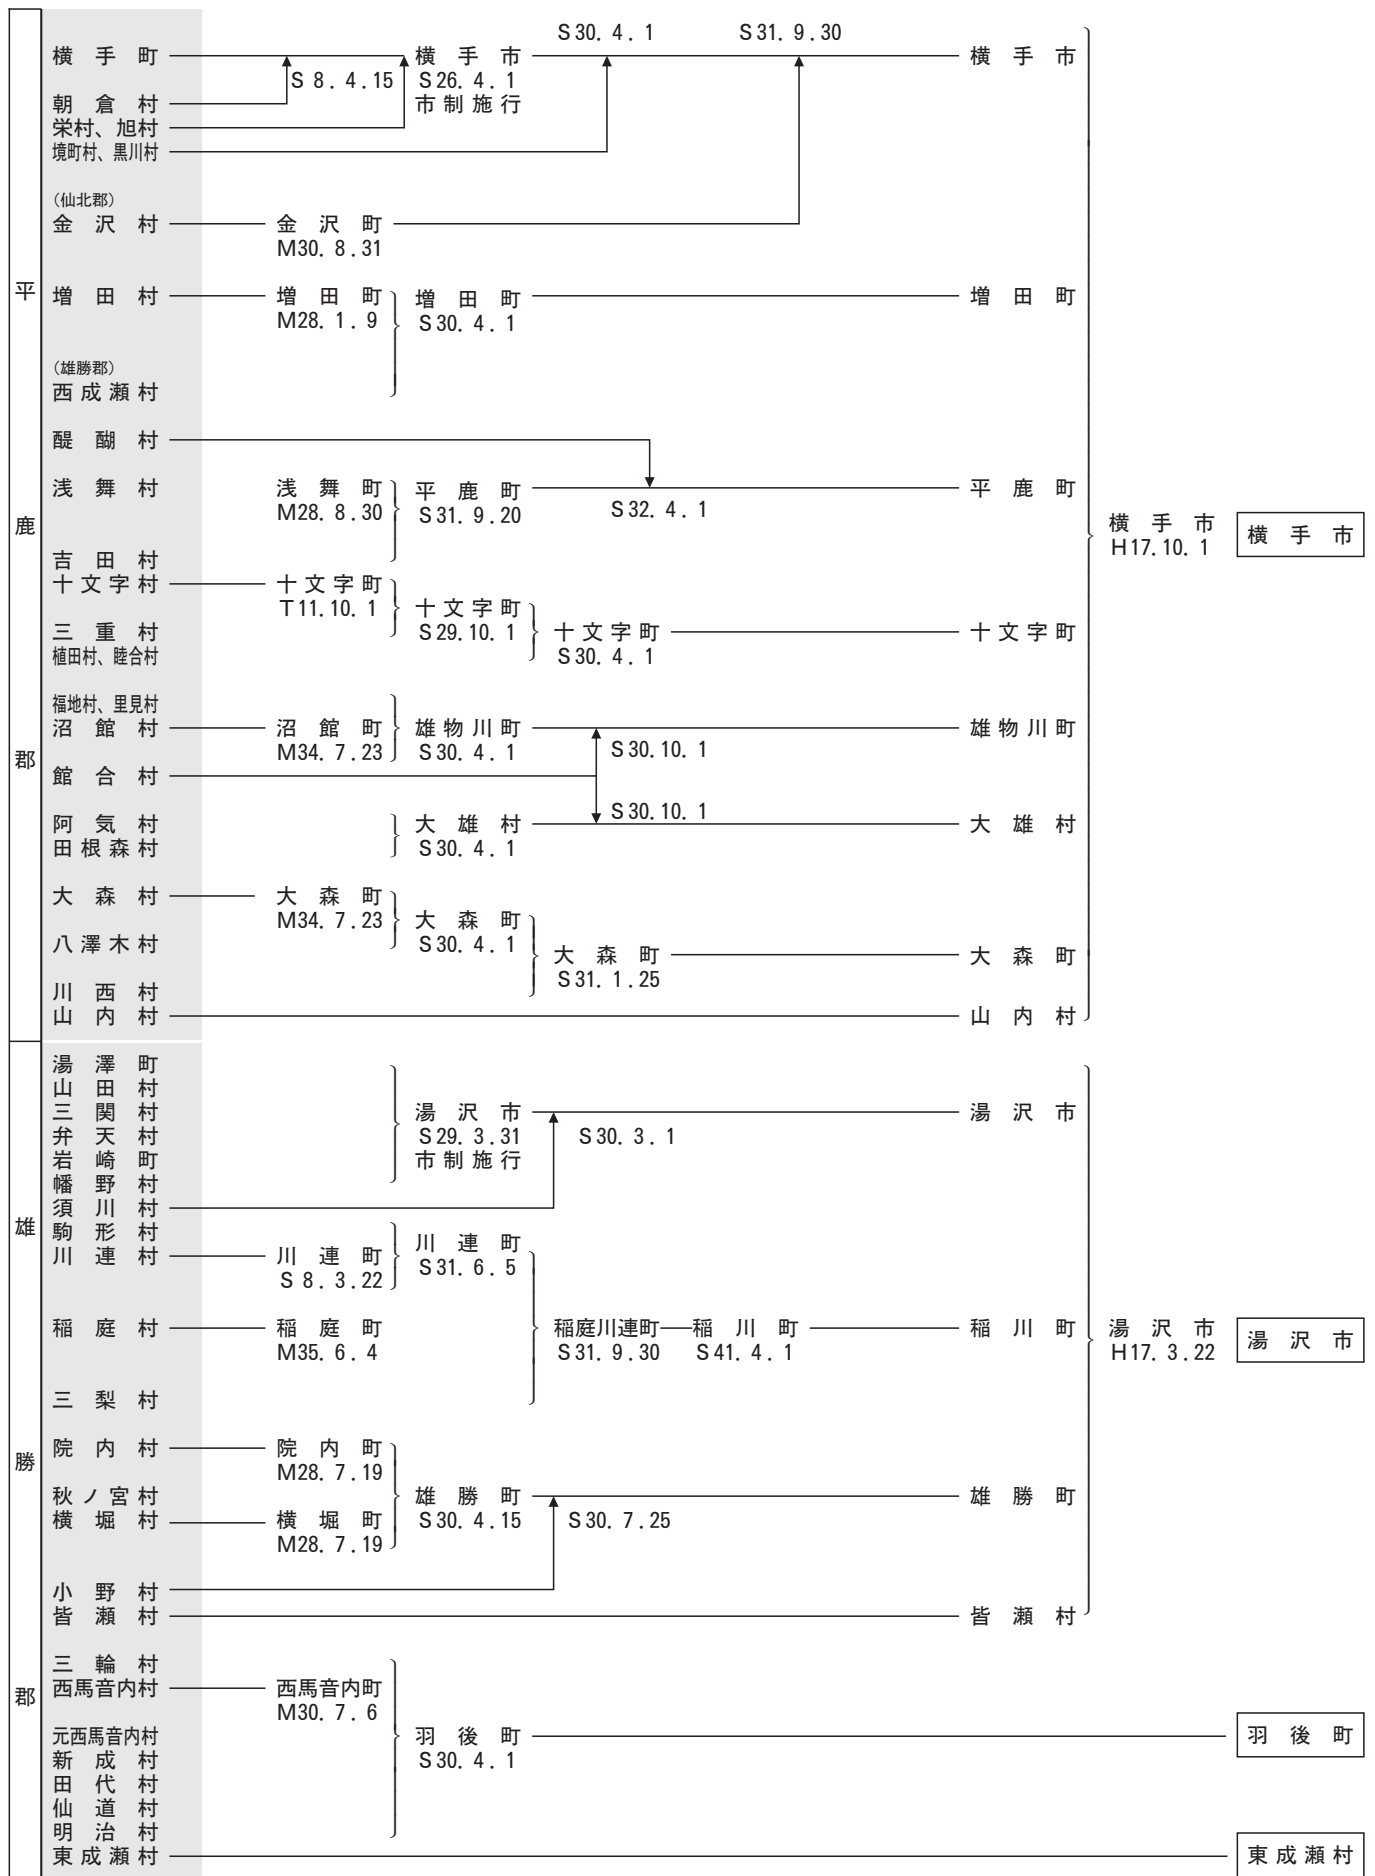 平鹿郡
S30. 4. 1 S31. 9.30
横手町 横手市 横手市
S 8. 4.15 S26. 4. 1
朝倉村 市制施行
栄村、旭村
境町村、黒川村
(仙北郡)
金沢村 金沢町
M30. 8.31
増田村 増田町 増田町 増田町
M28. 1. 9 S30. 4. 1
(雄勝郡)
西成瀬村
醍醐村
浅舞村 浅舞町 平鹿町 平鹿町
M28. 8.30 S31. 9.20 S32. 4. 1
横手市 横手市
H17.10. 1
吉田村
十文字村 十文字町
T11.10. 1 十文字町
S29.10. 1
三重村 十文字町 十文字町
植田村、睦合村 S30. 4. 1
福地村、里見村
沼館村 沼館町 雄物川町 雄物川町
M34. 7.23 S30. 4. 1 S30.10. 1
館合村
S30.10. 1
阿気村 大雄村 大雄村
田根森村 S30. 4. 1
大森村 大森町
M34. 7.23 大森町
八澤木村 S30. 4. 1
大森町 大森町
S31. 1.25
川西村
山内村 山内村
雄勝郡
湯澤町
山田村
三関村 湯沢市 湯沢市
弁天村 S29. 3.31 S30. 3. 1
岩崎町 市制施行
幡野村
須川村
駒形村
川連村 川連町 川連町
S 8. 3.22 S31. 6. 5
稲庭村 稲庭町 稲庭川連町 稲川町 稲川町 湯沢市 湯沢市
M35. 6. 4 S31. 9.30 S41. 4. 1 H17. 3.22
三梨村
院内村 院内町
M28. 7.19
秋ノ宮村 雄勝町 雄勝町
横堀村 横堀町 S30. 4.15 S30. 7.25
M28. 7.19
小野村
皆瀬村 皆瀬村
三輪村
西馬音内村 西馬音内町
M30. 7. 6
元西馬音内村 羽後町 羽後町
新成村 S30. 4. 1
田代村
仙道村
明治村
東成瀬村 東成瀬村